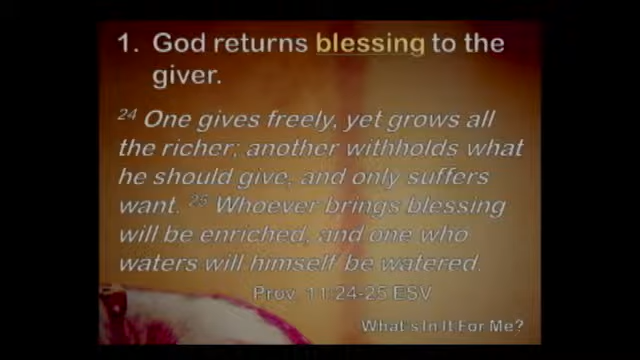 1. God returns blessing to the
giver.
24 One gives freely, yet grows all
the richer; another withholds what
he should give, and only suffers
want. 25 Whoever brings blessing
will be enriched, and one who
waters will himself be watered.
Prov. 11:24-25 ESV
What's In It For Me?